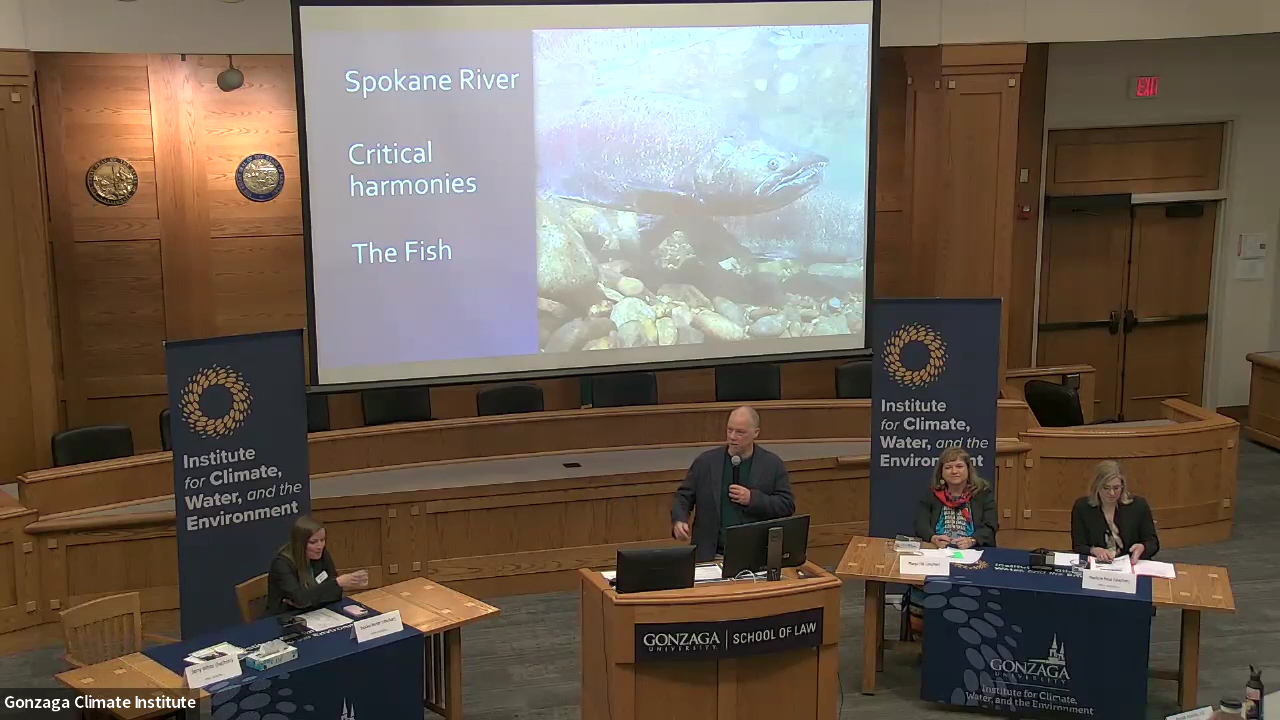 Spokane River
Critical
harmonies
The Fish
EXIT
Institute
for Climate,
Water, and the
Environment
Institute
for Climate,
Water, and the
Environment
GONZAGA
UNIVERSITY
SCHOOL OF LAW
GONZAGA
UNIVERSITY
Institute for Climate,
Water, and the Environment
Gonzaga Climate Institute